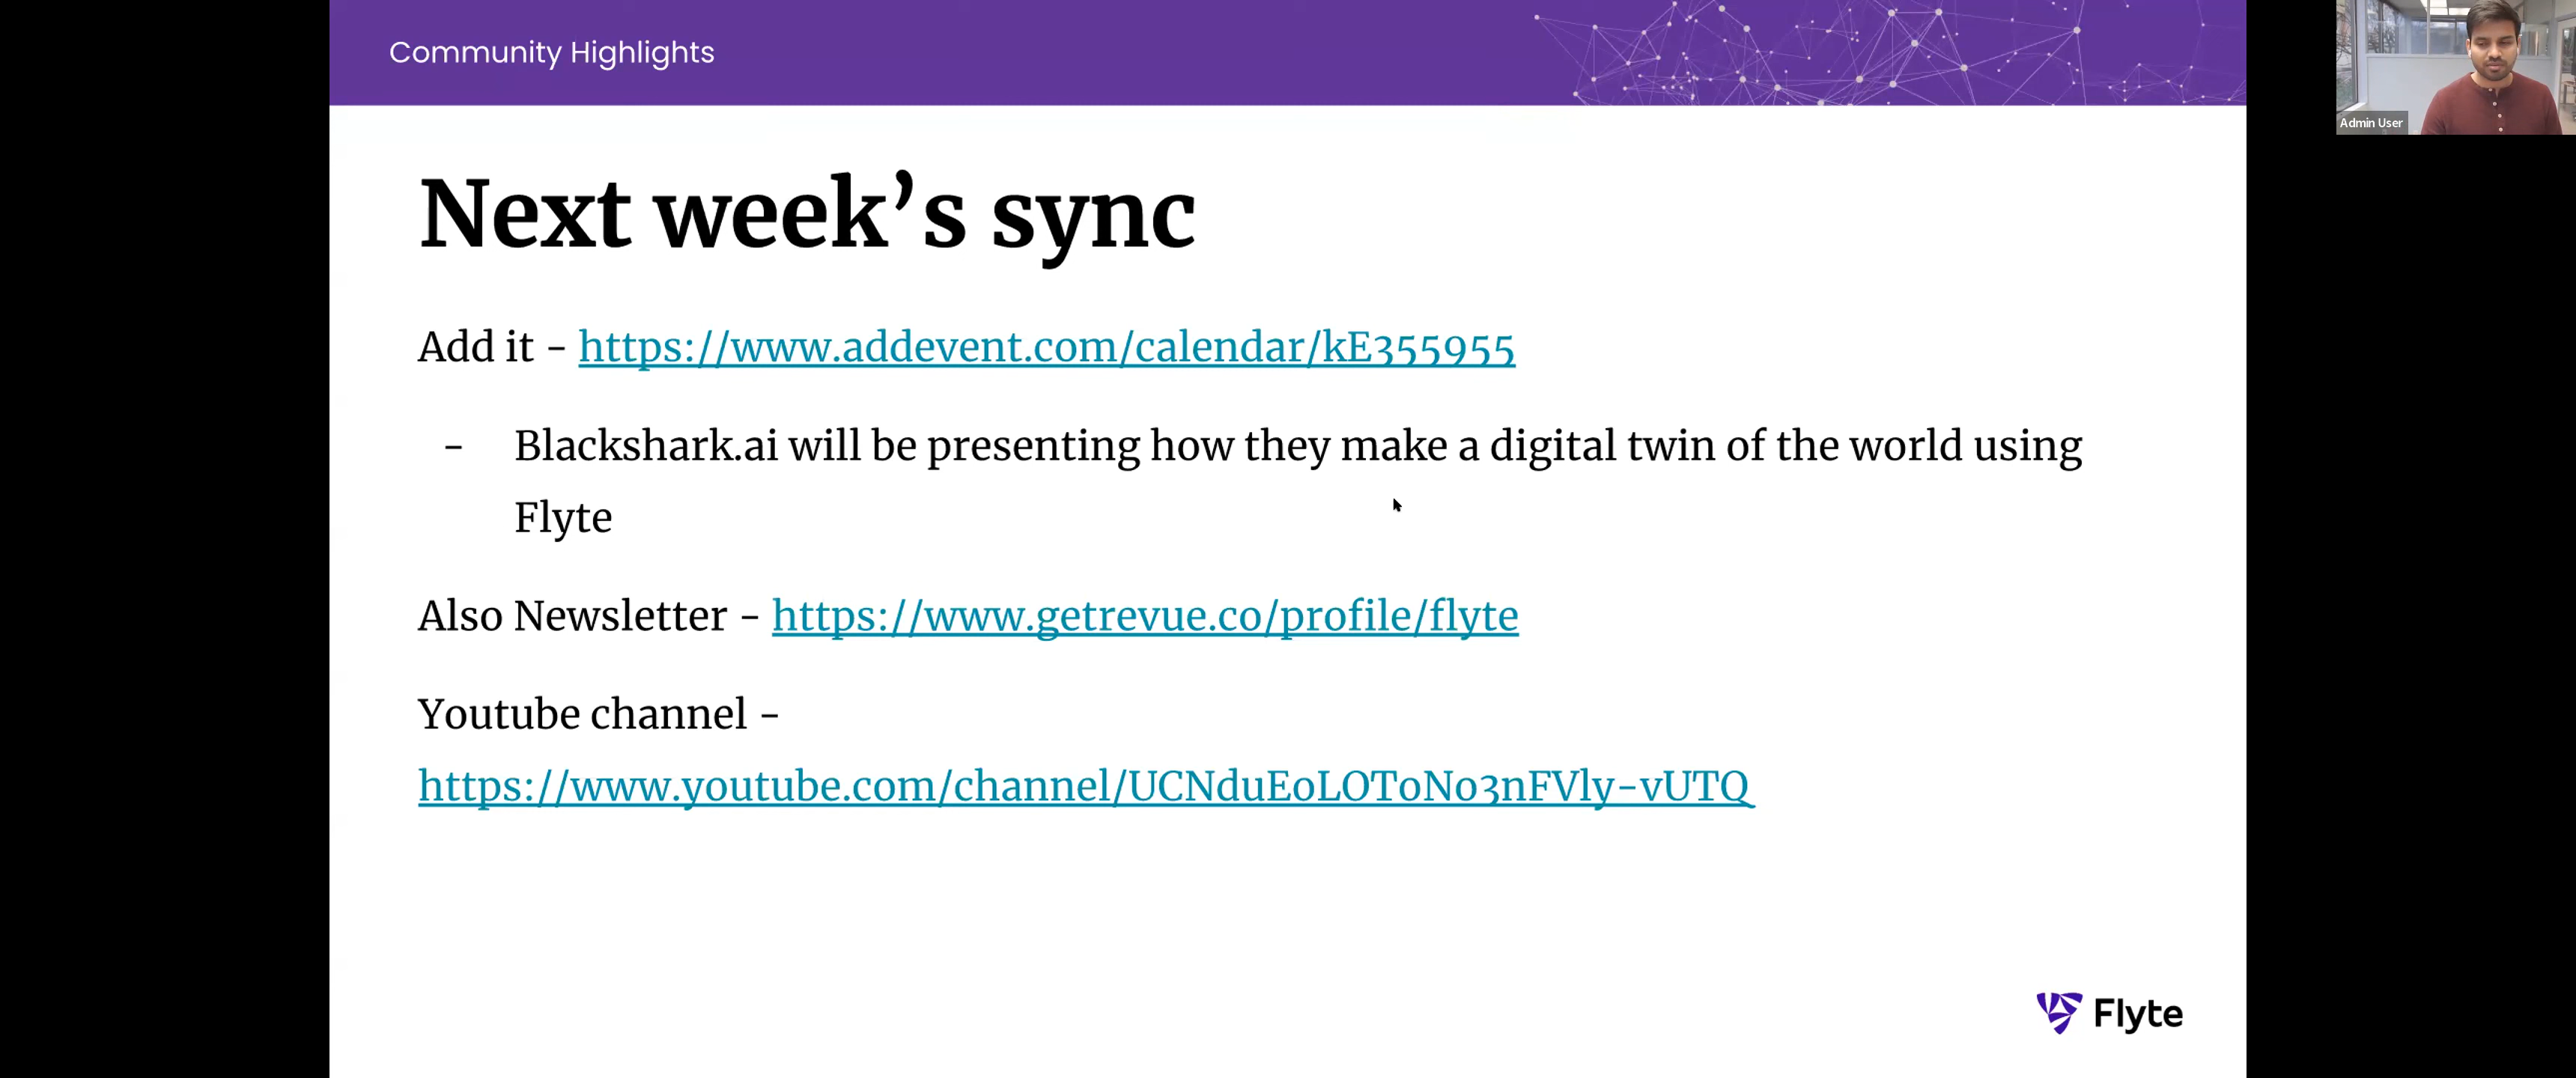 Community Highlights
Admin User
Next week’s sync
Add it - https://www.addevent.com/calendar/kE355955
- Blackshark.ai will be presenting how they make a digital twin of the world using
Flyte
Also Newsletter - https://www.getrevue.co/profile/flyte
Youtube channel -
https://www.youtube.com/channel/UCNduEoLOToNo3nFVly-vUTQ
Flyte